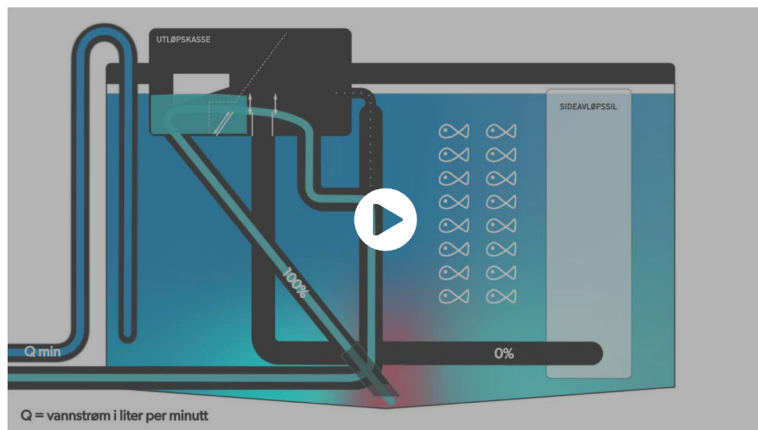 UTLØPSKASSE
SIDEAVLØPSSIL
100%
Q min
0%
Q = vannstrøm i liter per minutt